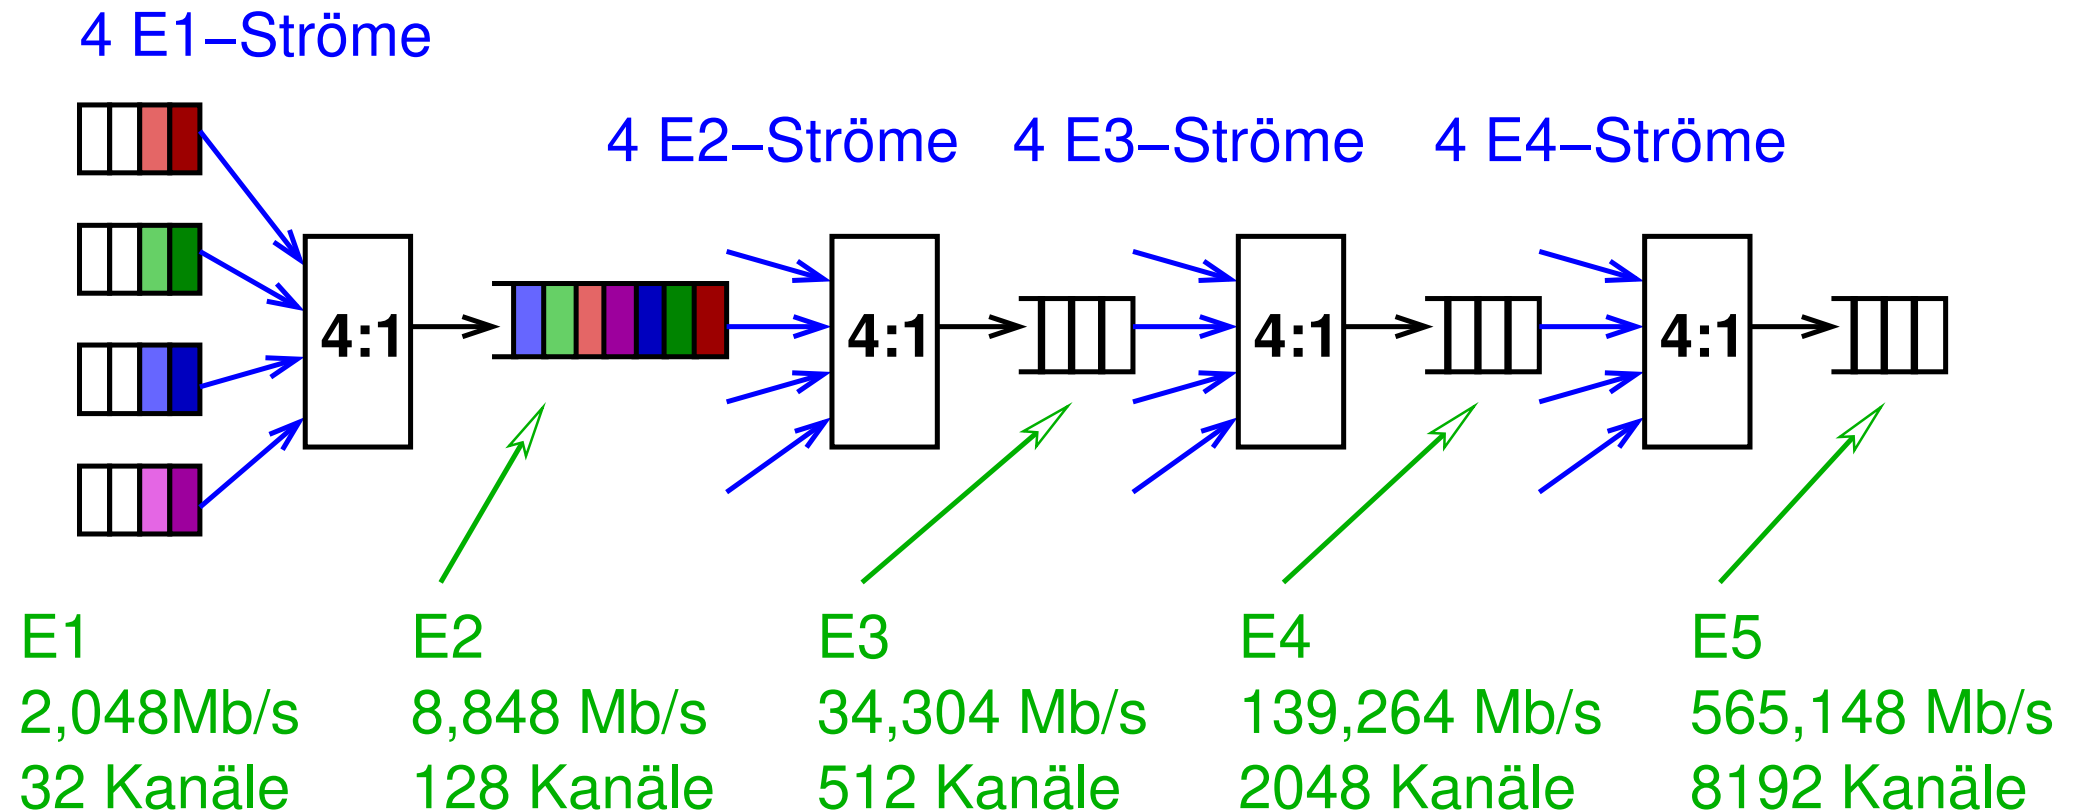 4 E1–Ströme
4 E2–Ströme 4 E3–Ströme 4 E4–Ströme
4:1 4:1 4:1 4:1
E1 E2 E3 E4 E5
2,048Mb/s 8,848 Mb/s 34,304 Mb/s 139,264 Mb/s 565,148 Mb/s
32 Kanäle 128 Kanäle 512 Kanäle 2048 Kanäle 8192 Kanäle